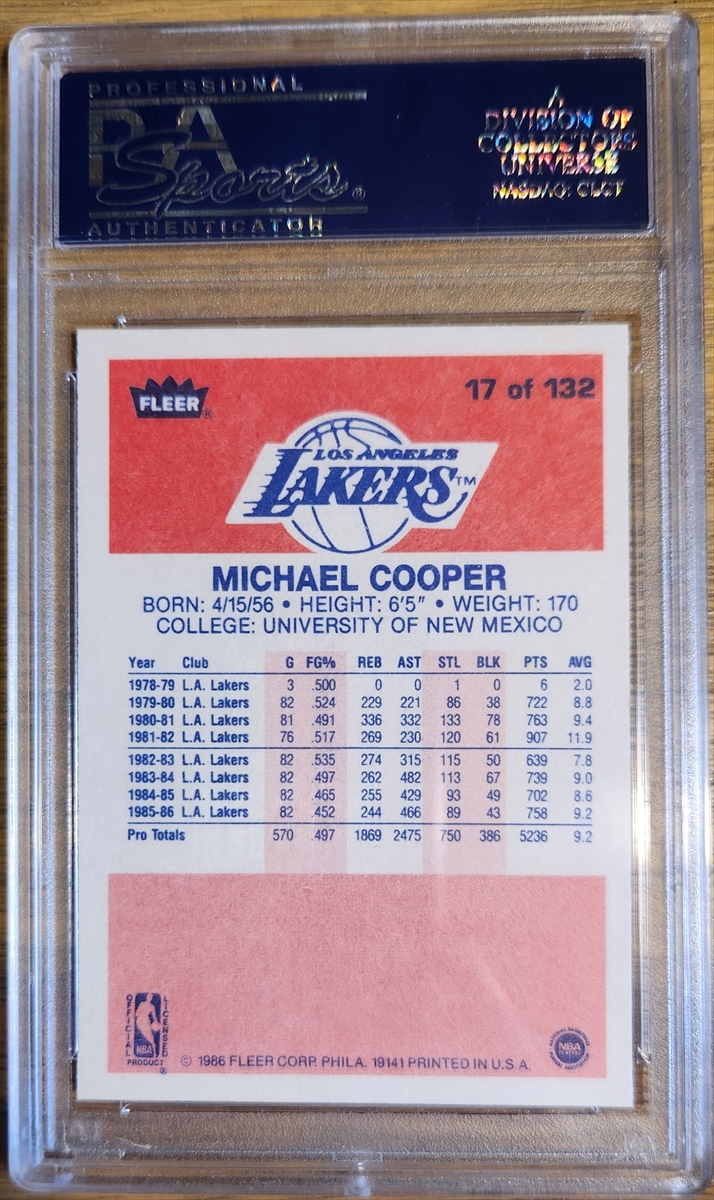 PROFESSIONAL
PSA
Sports®
AUTHENTICATOR
A
DIVISION OF
COLLECTORS
UNIVERSE
NASDAQ: CLCT
FLEER®
17 of 132
LOS ANGELES
LAKERS™
MICHAEL COOPER
BORN: 4/15/56 • HEIGHT: 6'5" • WEIGHT: 170
COLLEGE: UNIVERSITY OF NEW MEXICO
Year Club G FG% REB AST STL BLK PTS AVG
1978-79 L.A. Lakers 3 .500 0 0 1 0 6 2.0
1979-80 L.A. Lakers 82 .524 229 221 86 38 722 8.8
1980-81 L.A. Lakers 81 .491 336 332 133 78 763 9.4
1981-82 L.A. Lakers 76 .517 269 230 120 61 907 11.9
1982-83 L.A. Lakers 82 .535 274 315 115 50 639 7.8
1983-84 L.A. Lakers 82 .497 262 482 113 67 739 9.0
1984-85 L.A. Lakers 82 .465 255 429 93 49 702 8.6
1985-86 L.A. Lakers 82 .452 244 466 89 43 758 9.2
Pro Totals 570 .497 1869 2475 750 386 5236 9.2
OFFICIAL
LICENSED
NBA
PRODUCT
®
© 1986 FLEER CORP. PHILA. 19141 PRINTED IN U.S.A.
NBA